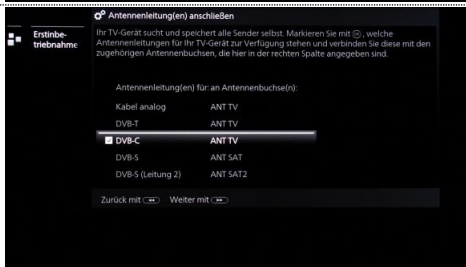 Antennenleitung(en) anschließen
Erstinbe-
triebnahme
Ihr TV-Gerät sucht und speichert alle Sender selbst. Markieren Sie mit, welche
Antennenleitungen für Ihr TV-Gerät zur Verfügung stehen und verbinden Sie diese mit den
zugehörigen Antennenbuchsen, die hier in der rechten Spalte angegeben sind.
Antennenleitung(en) für: an Antennenbuchse(n):
Kabel analog ANT TV
DVB-T ANT TV
DVB-C ANT TV
DVB-S ANT SAT
DVB-S (Leitung 2) ANT SAT2
Zurück mit Weiter mit